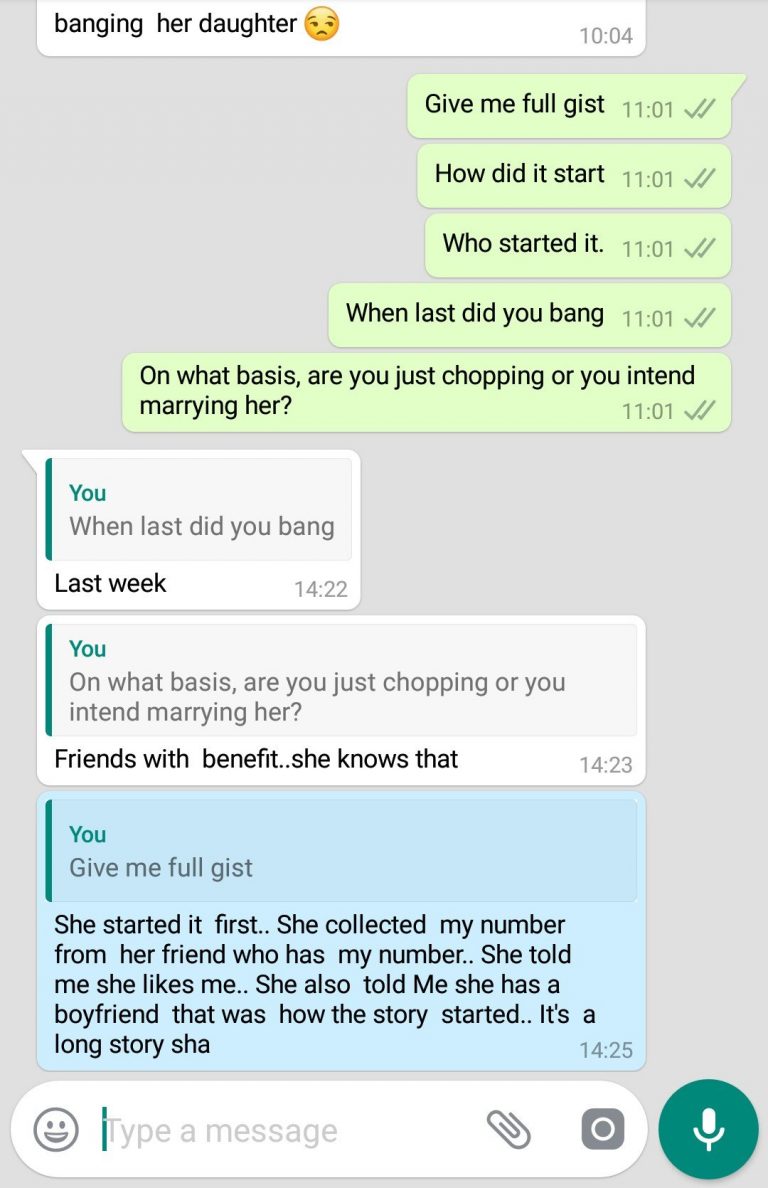 banging her daughter 😒
10:04
Give me full gist 11:01
How did it start 11:01
Who started it. 11:01
When last did you bang 11:01
On what basis, are you just chopping or you intend
marrying her? 11:01
You
When last did you bang
Last week 14:22
You
On what basis, are you just chopping or you
intend marrying her?
Friends with benefit..she knows that 14:23
You
Give me full gist
She started it first.. She collected my number
from her friend who has my number.. She told
me she likes me.. She also told Me she has a
boyfriend that was how the story started.. It's a
long story sha 14:25
Type a message